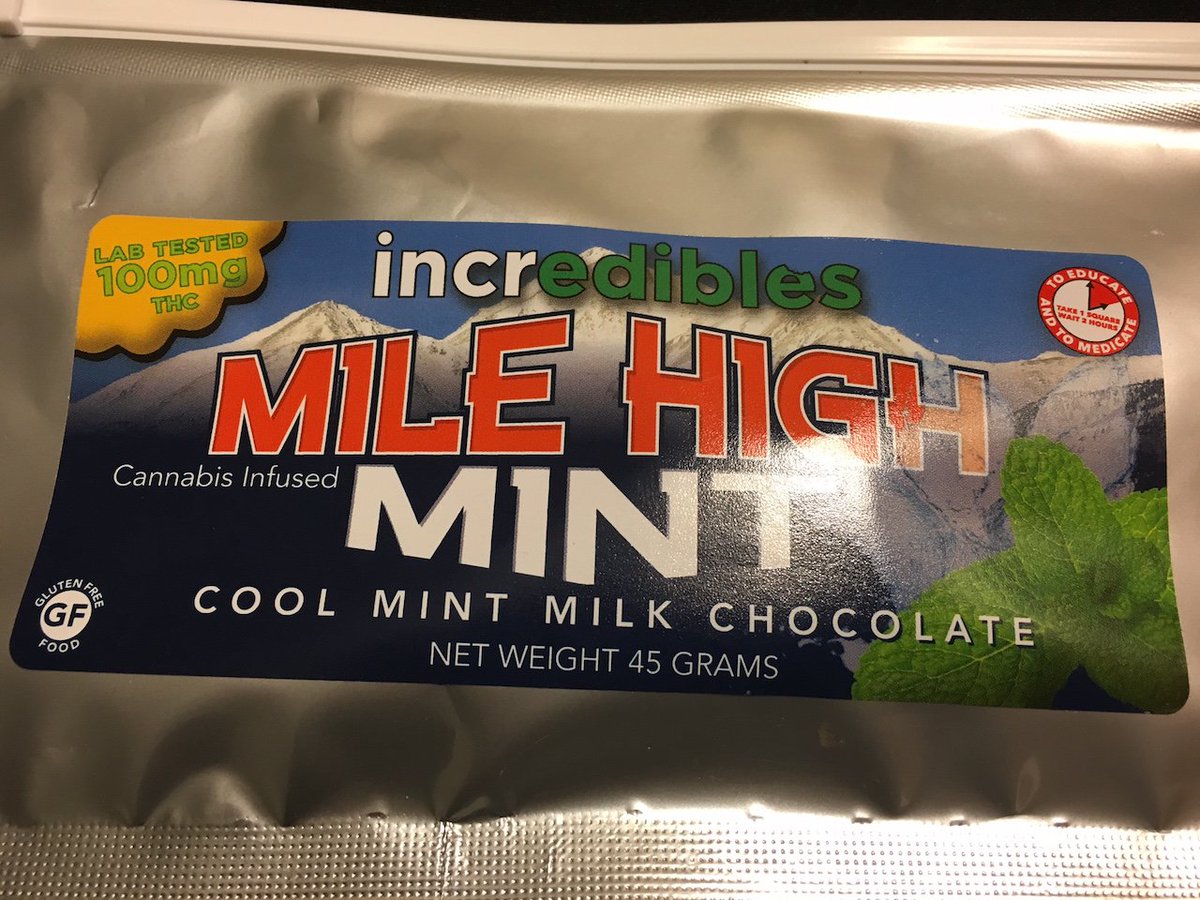 LAB TESTED
100mg
THC
incredibles
TO EDUCATE
AND TO MEDICATE
TAKE 1 SQUARE
WAIT 2 HOURS
MILE HIGH
Cannabis Infused
MINT
COOL MINT MILK CHOCOLATE
NET WEIGHT 45 GRAMS
GLUTEN FREE
GF
FOOD